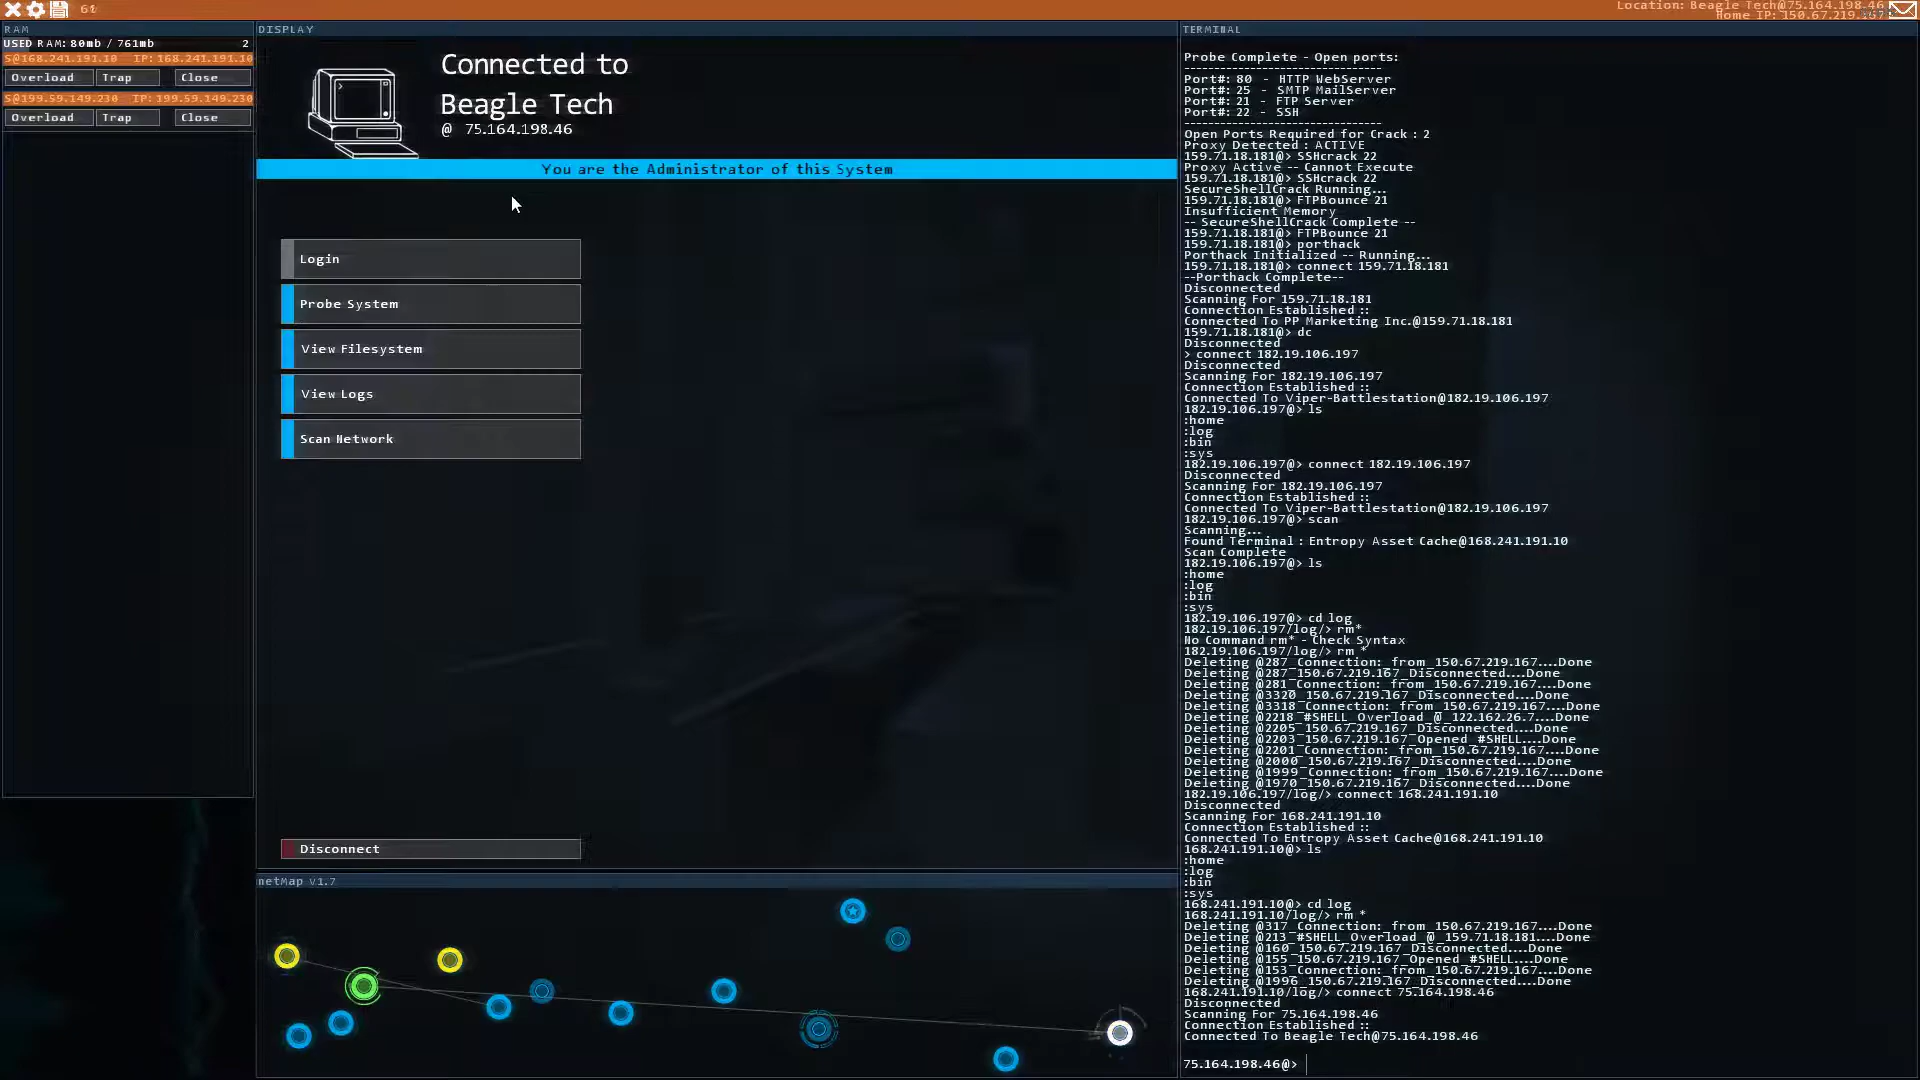 61
Location: Beagle Tech@75.164.198.46
Home IP: 150.67.219.167
RAM
USED RAM: 80mb / 761mb 2
S@168.241.191.10 IP: 168.241.191.10
Overload Trap Close
S@199.59.149.230 IP: 199.59.149.230
Overload Trap Close
DISPLAY
Connected to
Beagle Tech
@ 75.164.198.46
You are the Administrator of this System
Login
Probe System
View Filesystem
View Logs
Scan Network
Disconnect
netMap v1.7
TERMINAL
Probe Complete - Open ports:
---------------------------------
Port#: 80 - HTTP WebServer
Port#: 25 - SMTP MailServer
Port#: 21 - FTP Server
Port#: 22 - SSH
---------------------------------
Open Ports Required for Crack : 2
Proxy Detected : ACTIVE
159.71.18.181@> SSHcrack 22
Proxy Active -- Cannot Execute
159.71.18.181@> SSHcrack 22
SecureShellCrack Running...
159.71.18.181@> FTPBounce 21
Insufficient Memory
-- SecureShellCrack Complete --
159.71.18.181@> FTPBounce 21
159.71.18.181@> porthack
Porthack Initialized -- Running...
159.71.18.181@> connect 159.71.18.181
--Porthack Complete--
Disconnected
Scanning For 159.71.18.181
Connection Established ::
Connected To PP Marketing Inc.@159.71.18.181
159.71.18.181@> dc
Disconnected
> connect 182.19.106.197
Disconnected
Scanning For 182.19.106.197
Connection Established ::
Connected To Viper-Battlestation@182.19.106.197
182.19.106.197@> ls
:home
:log
:bin
:sys
182.19.106.197@> connect 182.19.106.197
Disconnected
Scanning For 182.19.106.197
Connection Established ::
Connected To Viper-Battlestation@182.19.106.197
182.19.106.197@> scan
Scanning...
Found Terminal : Entropy Asset Cache@168.241.191.10
Scan Complete
182.19.106.197@> ls
:home
:log
:bin
:sys
182.19.106.197@> cd log
182.19.106.197/log/> rm*
No Command rm* - Check Syntax
182.19.106.197/log/> rm *
Deleting @287_Connection:_from_150.67.219.167....Done
Deleting @287_150.67.219.167_Disconnected....Done
Deleting @281_Connection:_from_150.67.219.167....Done
Deleting @3320_150.67.219.167_Disconnected....Done
Deleting @3318_Connection:_from_150.67.219.167....Done
Deleting @2218_#SHELL_Overload_@_122.162.26.7....Done
Deleting @2205_150.67.219.167_Disconnected....Done
Deleting @2203_150.67.219.167_Opened_#SHELL....Done
Deleting @2201_Connection:_from_150.67.219.167....Done
Deleting @2000_150.67.219.167_Disconnected....Done
Deleting @1999_Connection:_from_150.67.219.167....Done
Deleting @1970_150.67.219.167_Disconnected....Done
182.19.106.197/log/> connect 168.241.191.10
Disconnected
Scanning For 168.241.191.10
Connection Established ::
Connected To Entropy Asset Cache@168.241.191.10
168.241.191.10@> ls
:home
:log
:bin
:sys
168.241.191.10@> cd log
168.241.191.10/log/> rm *
Deleting @317_Connection:_from_150.67.219.167....Done
Deleting @213_#SHELL_Overload_@_159.71.18.181....Done
Deleting @160_150.67.219.167_Disconnected....Done
Deleting @155_150.67.219.167_Opened_#SHELL....Done
Deleting @153_Connection:_from_150.67.219.167....Done
Deleting @1996_150.67.219.167_Disconnected....Done
168.241.191.10/log/> connect 75.164.198.46
Disconnected
Scanning For 75.164.198.46
Connection Established ::
Connected To Beagle Tech@75.164.198.46
75.164.198.46@>